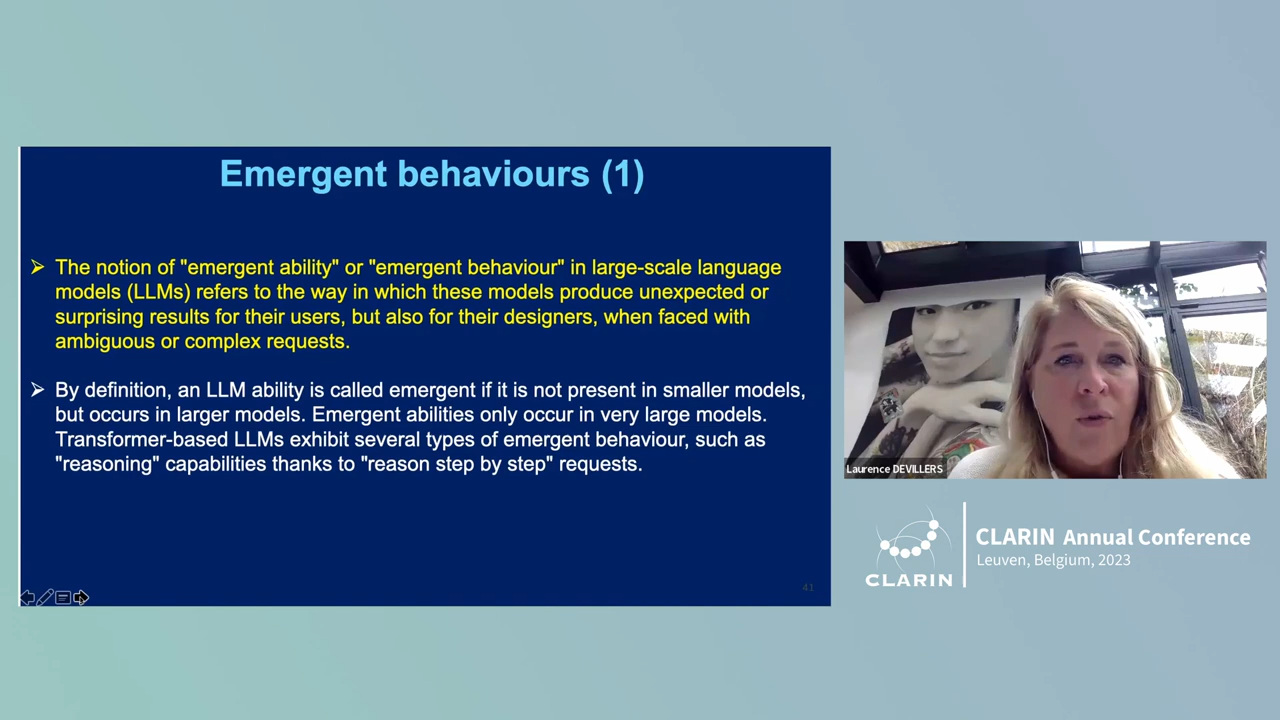 Emergent behaviours (1)
➢ The notion of "emergent ability" or "emergent behaviour" in large-scale language
models (LLMs) refers to the way in which these models produce unexpected or
surprising results for their users, but also for their designers, when faced with
ambiguous or complex requests.
➢ By definition, an LLM ability is called emergent if it is not present in smaller models,
but occurs in larger models. Emergent abilities only occur in very large models.
Transformer-based LLMs exhibit several types of emergent behaviour, such as
"reasoning" capabilities thanks to "reason step by step" requests.
41
Laurence DEVILLERS
CLARIN
CLARIN Annual Conference
Leuven, Belgium, 2023